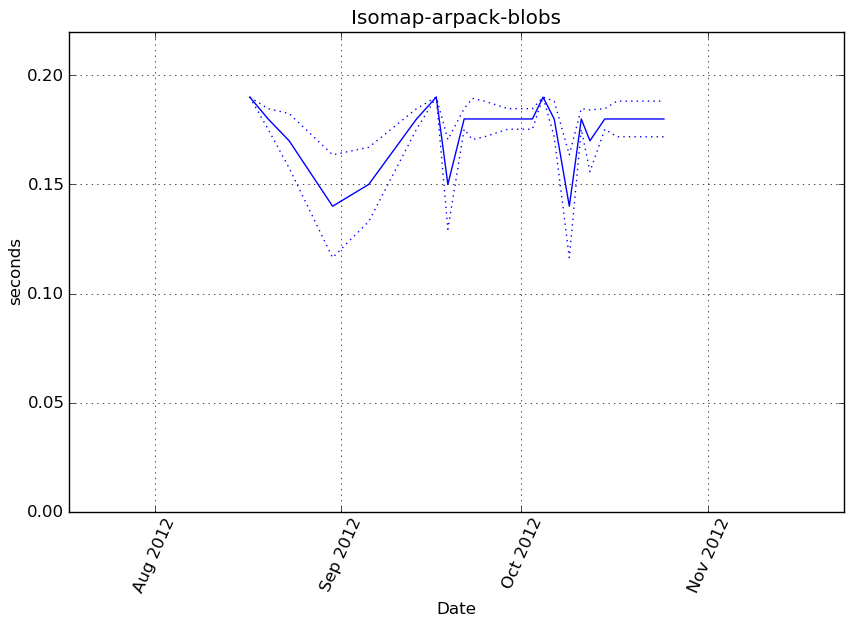 Isomap-arpack-blobs
0.20
0.15
0.10
0.05
0.00
seconds
Aug 2012
Sep 2012
Oct 2012
Nov 2012
Date